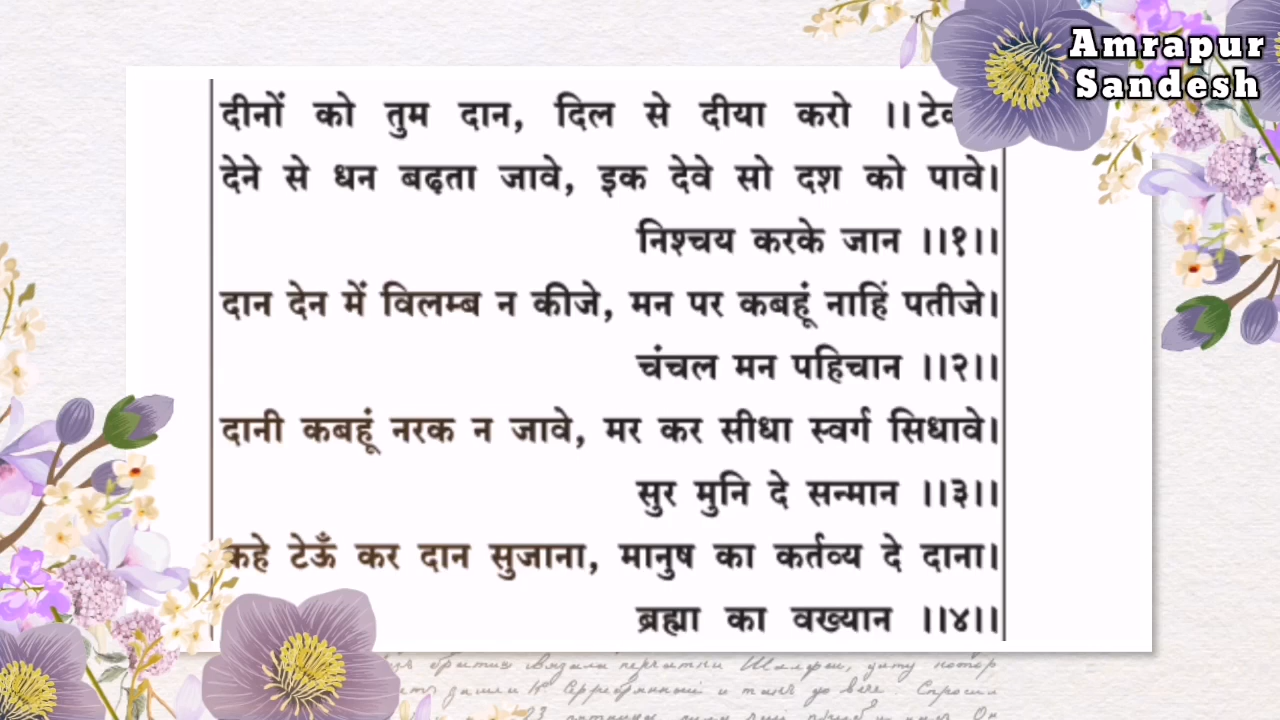 Amrapur
Sandesh
दीनों को तुम दान, दिल से दीया करो ।।
देने से धन बढ़ता जावे, इक देवे सो दश को पावे।
निश्चय करके जान ।।१।।
दान देन में विलम्ब न कीजे, मन पर कबहूं नाहिं पतीजे।
चंचल मन पहिचान ।।२।।
दानी कबहूं नरक न जावे, मर कर सीधा स्वर्ग सिधावे।
सुर मुनि दे सन्मान ।।३।।
कहे टेऊँ कर दान सुजाना, मानुष का कर्तव्य दे दाना।
ब्रह्मा का वख्यान ।।४।।